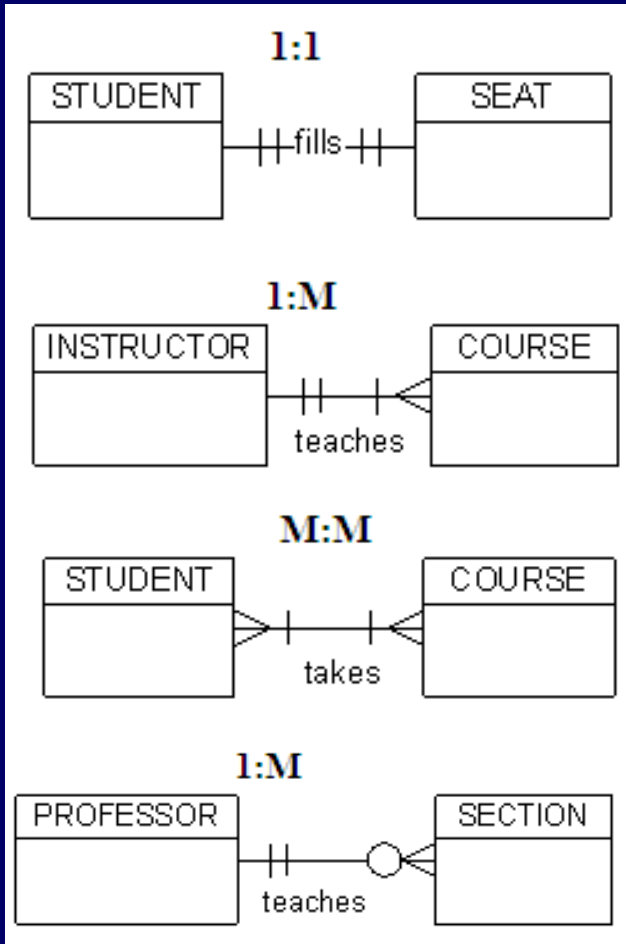 1:1
STUDENT
fills
SEAT
1:M
INSTRUCTOR
teaches
COURSE
M:M
STUDENT
takes
COURSE
1:M
PROFESSOR
teaches
SECTION